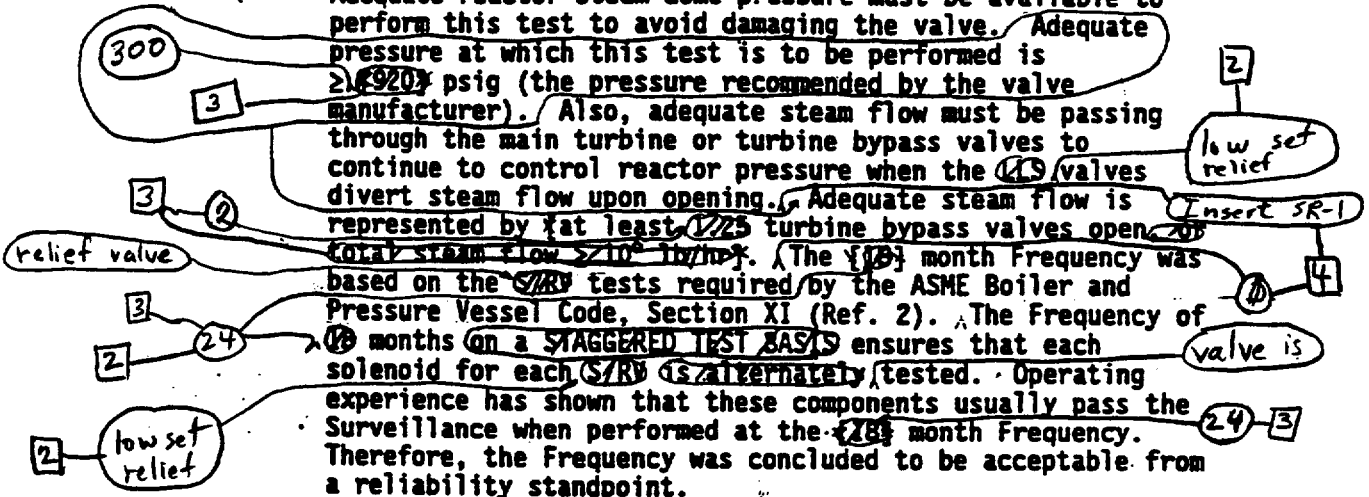 Adequate reactor steam dome pressure must be available to
perform this test to avoid damaging the valve. Adequate
300
pressure at which this test is to be performed is
2
≥ {920} psig (the pressure recommended by the valve
3
manufacturer). Also, adequate steam flow must be passing
through the main turbine or turbine bypass valves to
low set
relief
continue to control reactor pressure when the LLS valves
3
divert steam flow upon opening. Adequate steam flow is
2
Insert SR-1
represented by {at least 1.25 turbine bypass valves open, or
relief valve
total steam flow ≥ 10⁶ lb/hr}. The {18} month Frequency was
4
based on the S/RV tests required by the ASME Boiler and
3
Pressure Vessel Code, Section XI (Ref. 2). The Frequency of
24
18 months on a STAGGERED TEST BASIS ensures that each
valve is
2
solenoid for each S/RV is alternately tested. Operating
experience has shown that these components usually pass the
24 3
low set
relief
2
Surveillance when performed at the {18} month Frequency.
Therefore, the Frequency was concluded to be acceptable from
a reliability standpoint.